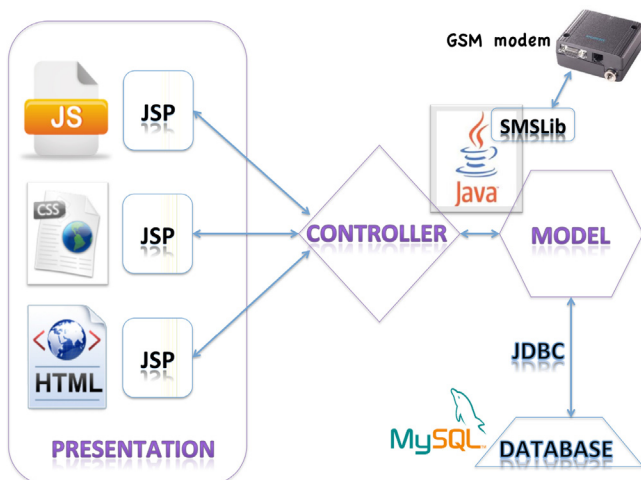 GSM modem
JS
JSP
SMSLib
Java
CSS
JSP
CONTROLLER
MODEL
HTML
JSP
JDBC
PRESENTATION
MySQL
DATABASE